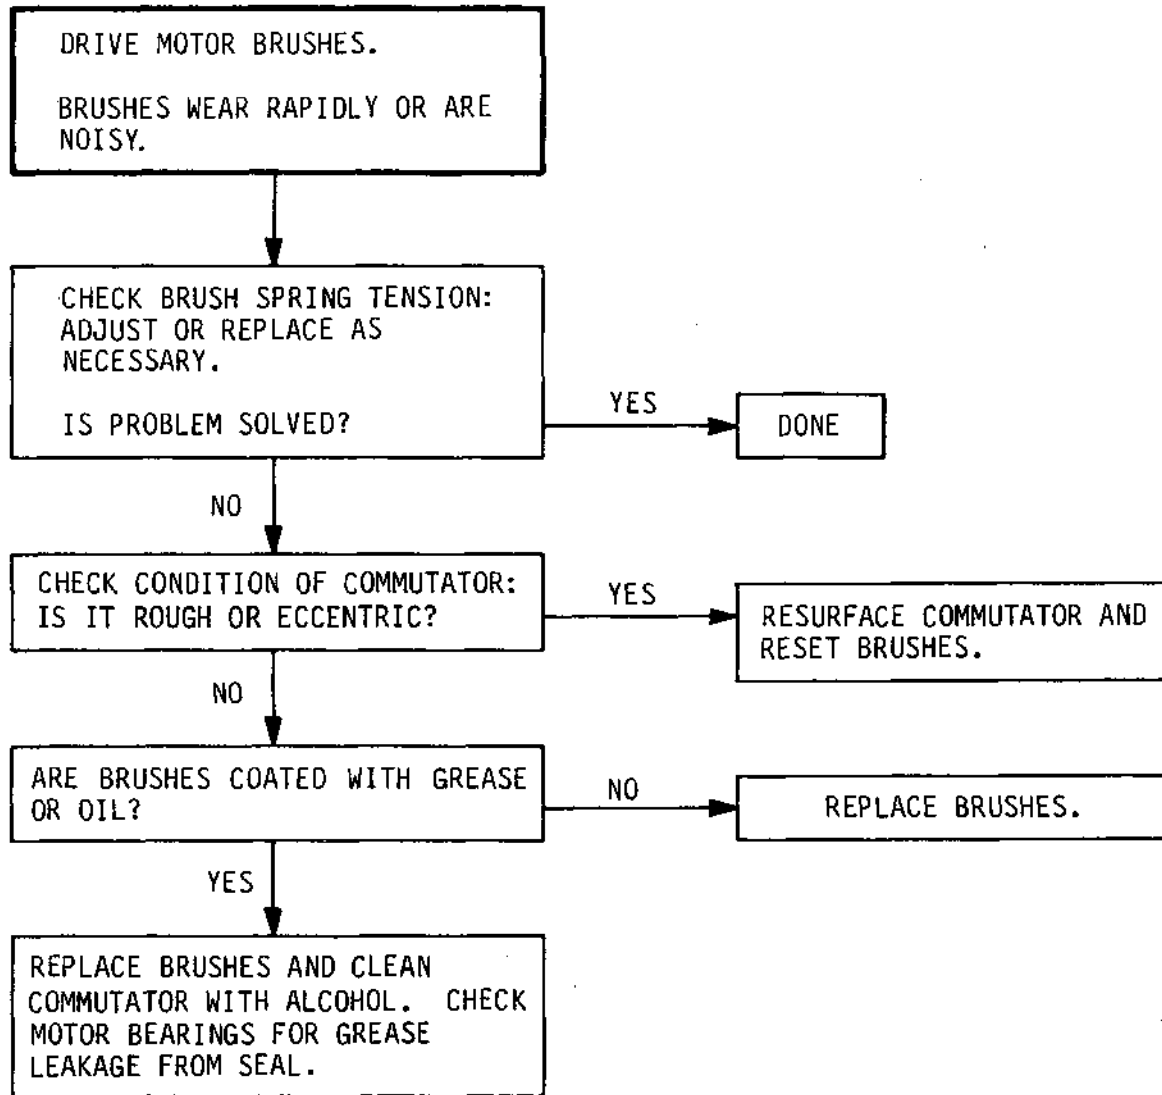 DRIVE MOTOR BRUSHES.
BRUSHES WEAR RAPIDLY OR ARE
NOISY.
CHECK BRUSH SPRING TENSION:
ADJUST OR REPLACE AS
NECESSARY.
IS PROBLEM SOLVED?
YES
DONE
NO
CHECK CONDITION OF COMMUTATOR:
IS IT ROUGH OR ECCENTRIC?
YES
RESURFACE COMMUTATOR AND
RESET BRUSHES.
NO
ARE BRUSHES COATED WITH GREASE
OR OIL?
NO
REPLACE BRUSHES.
YES
REPLACE BRUSHES AND CLEAN
COMMUTATOR WITH ALCOHOL. CHECK
MOTOR BEARINGS FOR GREASE
LEAKAGE FROM SEAL.